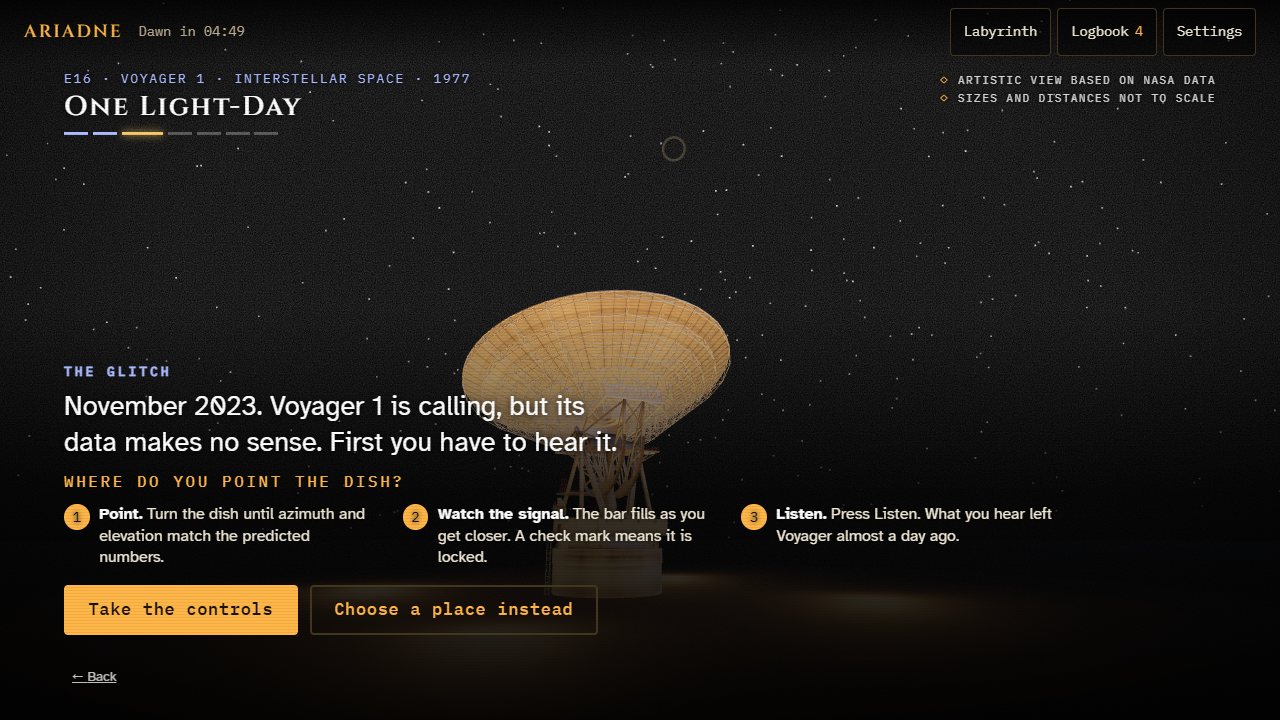 ARIADNE Dawn in 04:49
Labyrinth
Logbook 4
Settings
E16 · VOYAGER 1 · INTERSTELLAR SPACE · 1977
One Light-Day
◇ ARTISTIC VIEW BASED ON NASA DATA
◇ SIZES AND DISTANCES NOT TO SCALE
THE GLITCH
November 2023. Voyager 1 is calling, but its
data makes no sense. First you have to hear it.
WHERE DO YOU POINT THE DISH?
1 Point. Turn the dish until azimuth and
elevation match the predicted
numbers.
2 Watch the signal. The bar fills as you
get closer. A check mark means it is
locked.
3 Listen. Press Listen. What you hear left
Voyager almost a day ago.
Take the controls
Choose a place instead
← Back